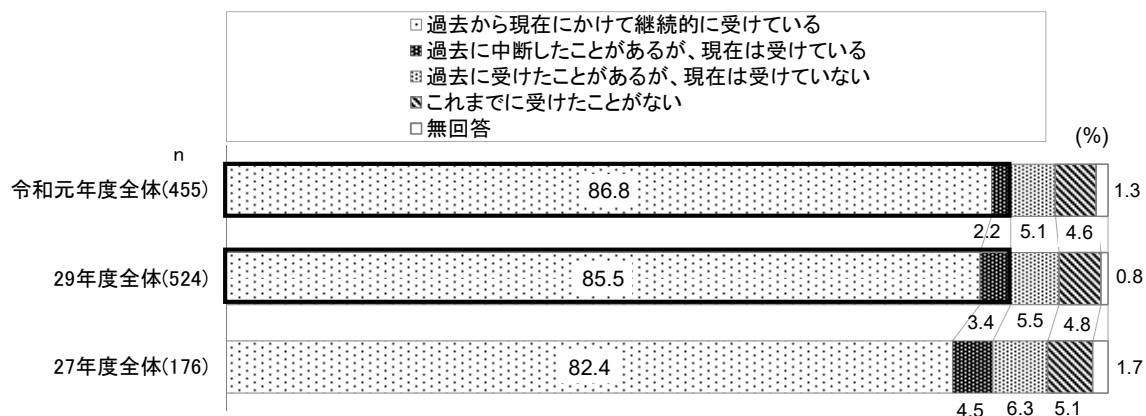 過去から現在にかけて継続的に受けている
過去に中断したことがあるが、現在は受けている
過去に受けたことがあるが、現在は受けていない
これまでに受けたことがない
無回答
(%)
n
令和元年度全体(455)
86.8
1.3
2.2 5.1 4.6
29年度全体(524)
85.5
0.8
3.4 5.5 4.8
27年度全体(176)
82.4
1.7
4.5 6.3 5.1